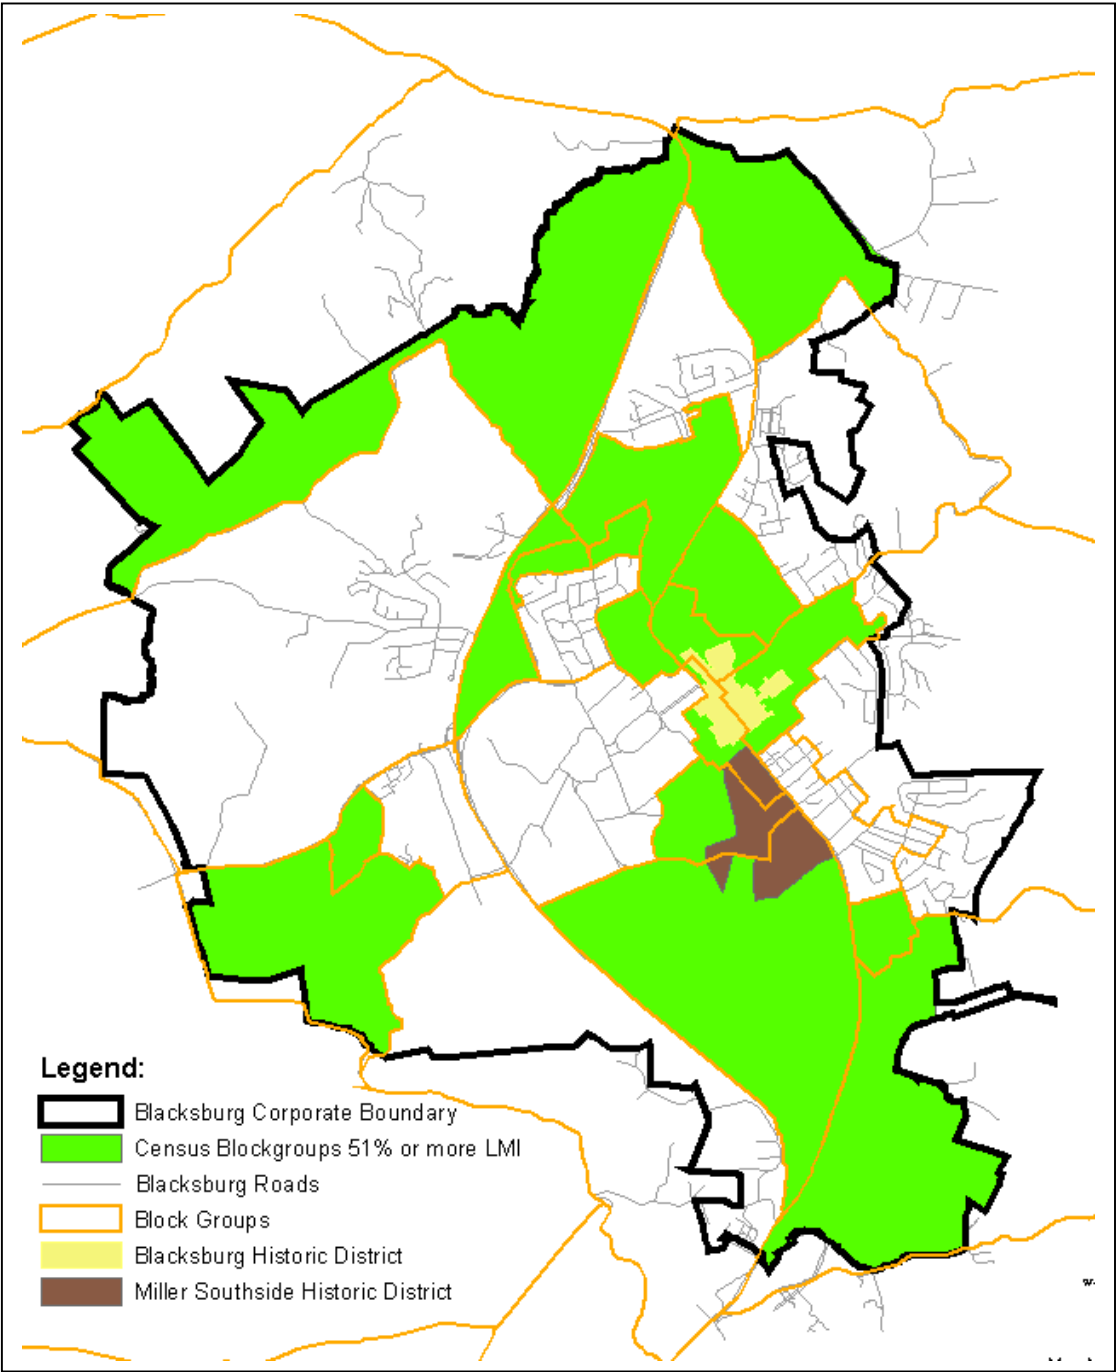 Legend:
Blacksburg Corporate Boundary
Census Blockgroups 51% or more LMI
Blacksburg Roads
Block Groups
Blacksburg Historic District
Miller Southside Historic District